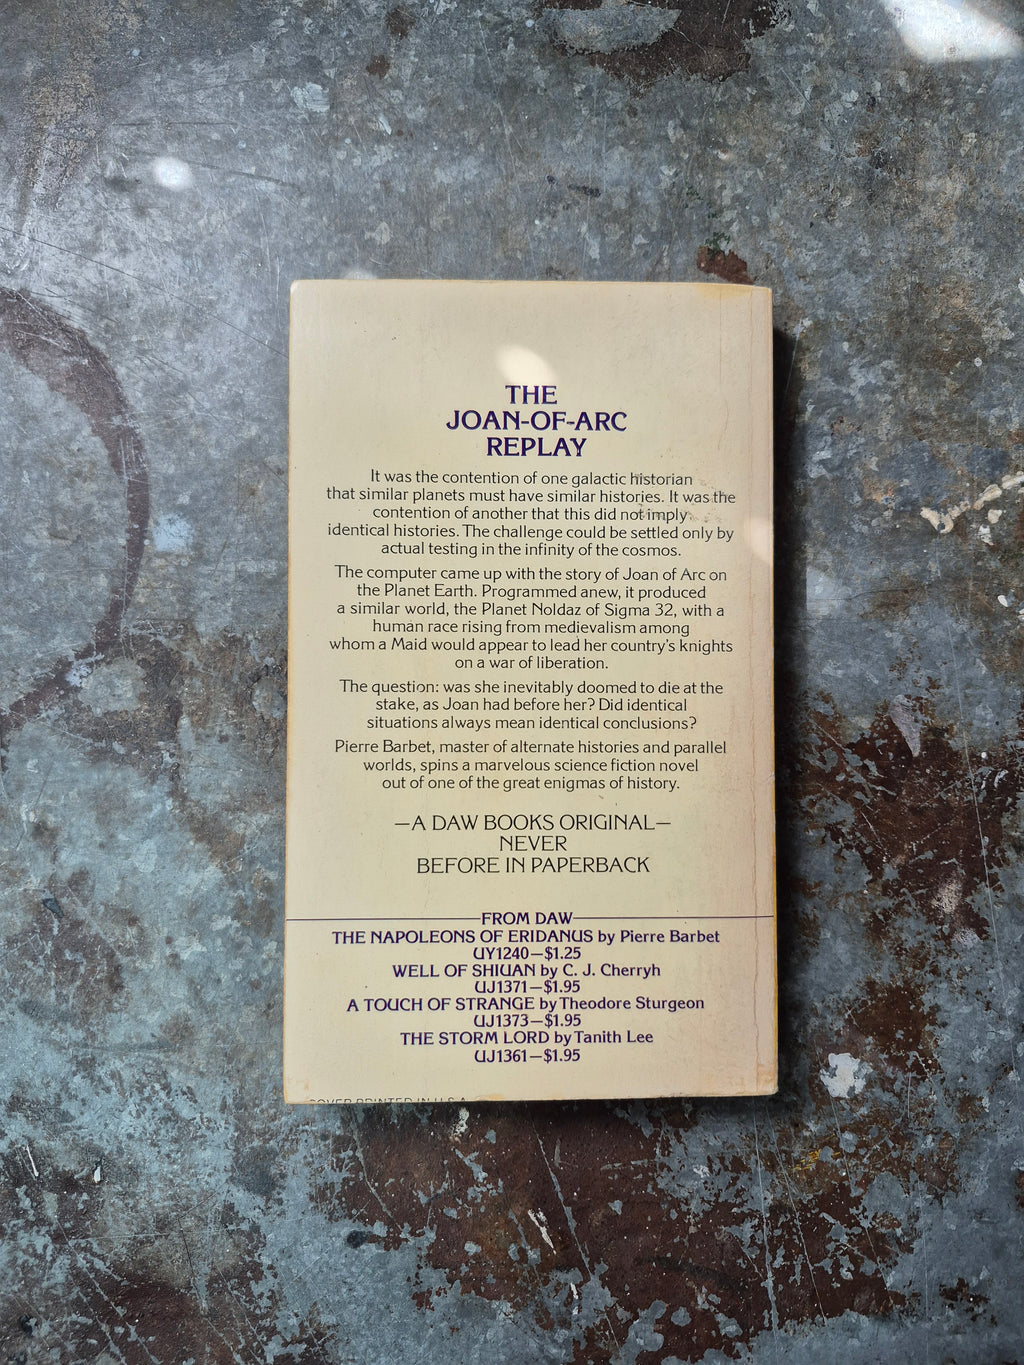 THE
JOAN-OF-ARC
REPLAY
It was the contention of one galactic historian
that similar planets must have similar histories. It was the
contention of another that this did not imply
identical histories. The challenge could be settled only by
actual testing in the infinity of the cosmos.
The computer came up with the story of Joan of Arc on
the Planet Earth. Programmed anew, it produced
a similar world, the Planet Noldaz of Sigma 32, with a
human race rising from medievalism among
whom a Maid would appear to lead her country's knights
on a war of liberation.
The question: was she inevitably doomed to die at the
stake, as Joan had before her? Did identical
situations always mean identical conclusions?
Pierre Barbet, master of alternate histories and parallel
worlds, spins a marvelous science fiction novel
out of one of the great enigmas of history.
—A DAW BOOKS ORIGINAL—
NEVER
BEFORE IN PAPERBACK
FROM DAW
THE NAPOLEONS OF ERIDANUS by Pierre Barbet
UY1240—$1.25
WELL OF SHIUAN by C. J. Cherryh
UJ1371—$1.95
A TOUCH OF STRANGE by Theodore Sturgeon
UJ1373—$1.95
THE STORM LORD by Tanith Lee
UJ1361—$1.95
COVER PRINTED IN U.S.A.